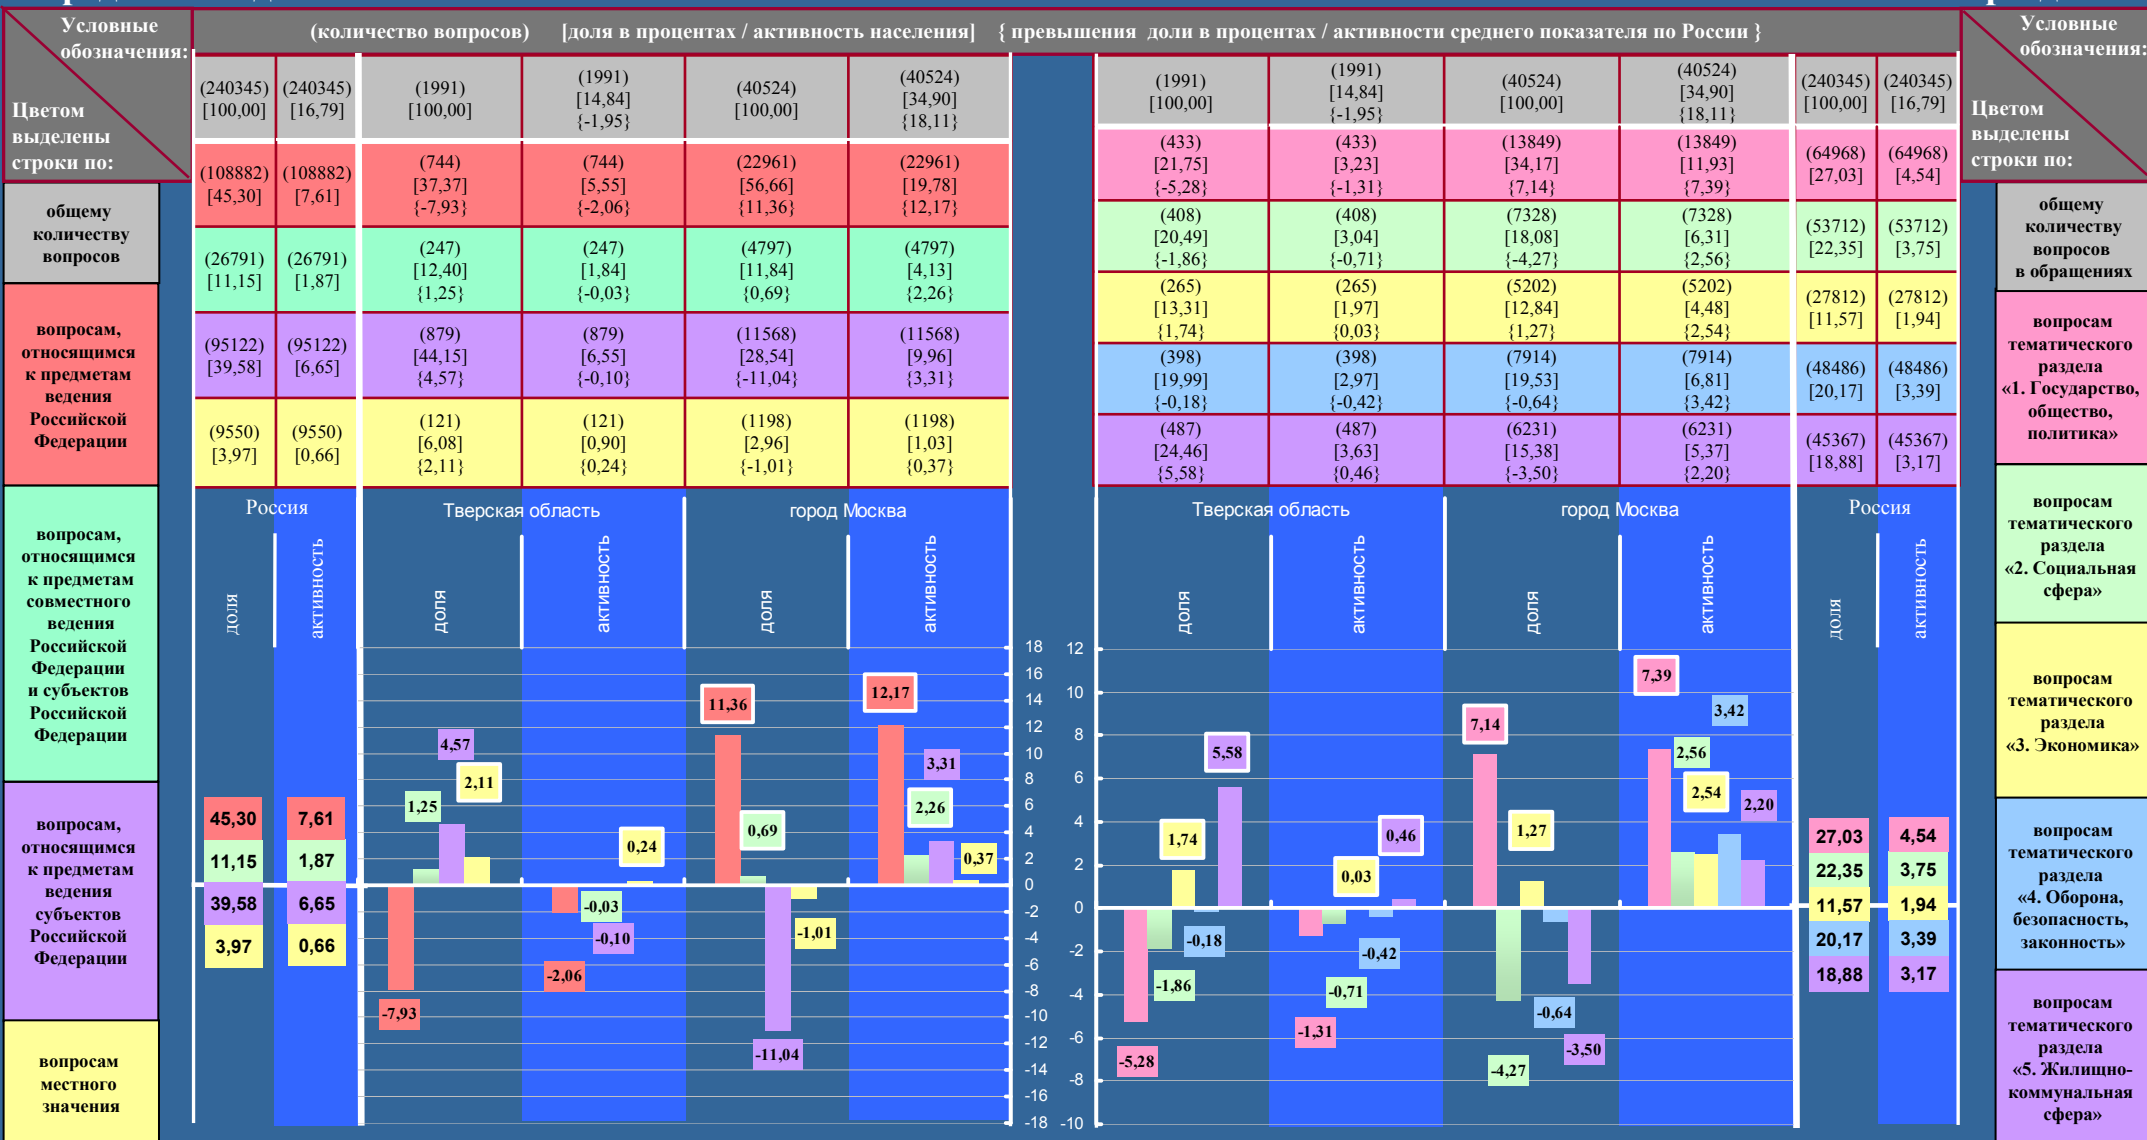 Условные
обозначения:
Цветом
выделены
строки по:
(количество вопросов) [доля в процентах / активность населения] { превышения доли в процентах / активности среднего показателя по России }
Условные
обозначения:
Цветом
выделены
строки по:
(240345) (240345) (1991) (1991) (40524) (40524)
[100,00] [16,79] [100,00] [14,84] [100,00] [34,90]
{-1,95} {18,11}
(108882) (108882) (744) (744) (22961) (22961)
[45,30] [7,61] [37,37] [5,55] [56,66] [19,78]
{-7,93} {-2,06} {11,36} {12,17}
(26791) (26791) (247) (247) (4797) (4797)
[11,15] [1,87] [12,40] [1,84] [11,84] [4,13]
{1,25} {-0,03} {0,69} {2,26}
(95122) (95122) (879) (879) (11568) (11568)
[39,58] [6,65] [44,15] [6,55] [28,54] [9,96]
{4,57} {-0,10} {-11,04} {3,31}
(9550) (9550) (121) (121) (1198) (1198)
[3,97] [0,66] [6,08] [0,90] [2,96] [1,03]
{2,11} {0,24} {-1,01} {0,37}
(1991) (1991) (40524) (40524) (240345) (240345)
[100,00] [14,84] [100,00] [34,90] [100,00] [16,79]
{-1,95} {18,11}
(433) (433) (13849) (13849) (64968) (64968)
[21,75] [3,23] [34,17] [11,93] [27,03] [4,54]
{-5,28} {-1,31} {7,14} {7,39}
(408) (408) (7328) (7328) (53712) (53712)
[20,49] [3,04] [18,08] [6,31] [22,35] [3,75]
{-1,86} {-0,71} {-4,27} {2,56}
(265) (265) (5202) (5202) (27812) (27812)
[13,31] [1,97] [12,84] [4,48] [11,57] [1,94]
{1,74} {0,03} {1,27} {2,54}
(398) (398) (7914) (7914) (48486) (48486)
[19,99] [2,97] [19,53] [6,81] [20,17] [3,39]
{-0,18} {-0,42} {-0,64} {3,42}
(487) (487) (6231) (6231) (45367) (45367)
[24,46] [3,63] [15,38] [5,37] [18,88] [3,17]
{5,58} {0,46} {-3,50} {2,20}
общему
количеству
вопросов
вопросам,
относящимся
к предметам
ведения
Российской
Федерации
вопросам,
относящимся
к предметам
совместного
ведения
Российской
Федерации
и субъектов
Российской
Федерации
вопросам,
относящимся
к предметам
ведения
субъектов
Российской
Федерации
вопросам
местного
значения
Россия Тверская область город Москва
доля активность доля активность доля активность
45,30 7,61
11,15 1,87
39,58 6,65
3,97 0,66
-7,93 1,25 4,57 2,11
-2,06 -0,03 -0,10 0,24
11,36 0,69 -11,04 -1,01
12,17 2,26 3,31 0,37
18
16
14
12
10
8
6
4
2
0
-2
-4
-6
-8
-10
-12
-14
-16
-18
12
10
8
6
4
2
0
-2
-4
-6
-8
-10
Тверская область город Москва Россия
доля активность доля активность доля активность
-5,28 -1,86 1,74 -0,18 5,58
-1,31 -0,71 0,03 -0,42 0,46
7,14 -4,27 1,27 -0,64 -3,50
7,39 2,56 2,54 3,42 2,20
27,03 4,54
22,35 3,75
11,57 1,94
20,17 3,39
18,88 3,17
общему
количеству
вопросов
в обращениях
вопросам
тематического
раздела
«1. Государство,
общество,
политика»
вопросам
тематического
раздела
«2. Социальная
сфера»
вопросам
тематического
раздела
«3. Экономика»
вопросам
тематического
раздела
«4. Оборона,
безопасность,
законность»
вопросам
тематического
раздела
«5. Жилищно-
коммунальная
сфера»